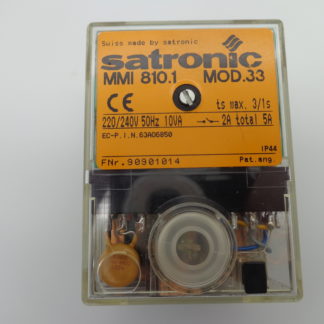 Swiss made by satronic
satronic
MMI 810.1 MOD.33
CE ts max. 3/1s
220/240V 50Hz 10VA 2A total 5A
EC-P.I.N.63AO6850
IP44
FNr.90901014 Pat.ang.